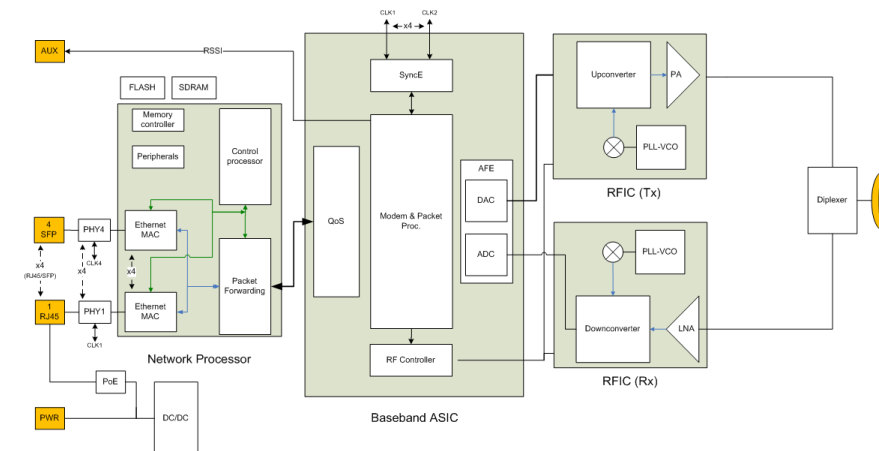 CLK1
CLK2
x4
AUX
RSSI
SyncE
Upconverter
PA
FLASH
SDRAM
Memory
controller
Control
processor
Peripherals
PLL-VCO
AFE
RFIC (Tx)
DAC
QoS
Modem & Packet
Proc.
Diplexer
4
SFP
PHY4
Ethernet
MAC
ADC
PLL-VCO
CLK4
x4
(RJ45/SFP)
x4
x4
Packet
Forwarding
1
RJ45
PHY1
Ethernet
MAC
Downconverter
LNA
CLK1
Network Processor
RF Controller
RFIC (Rx)
PoE
Baseband ASIC
PWR
DC/DC